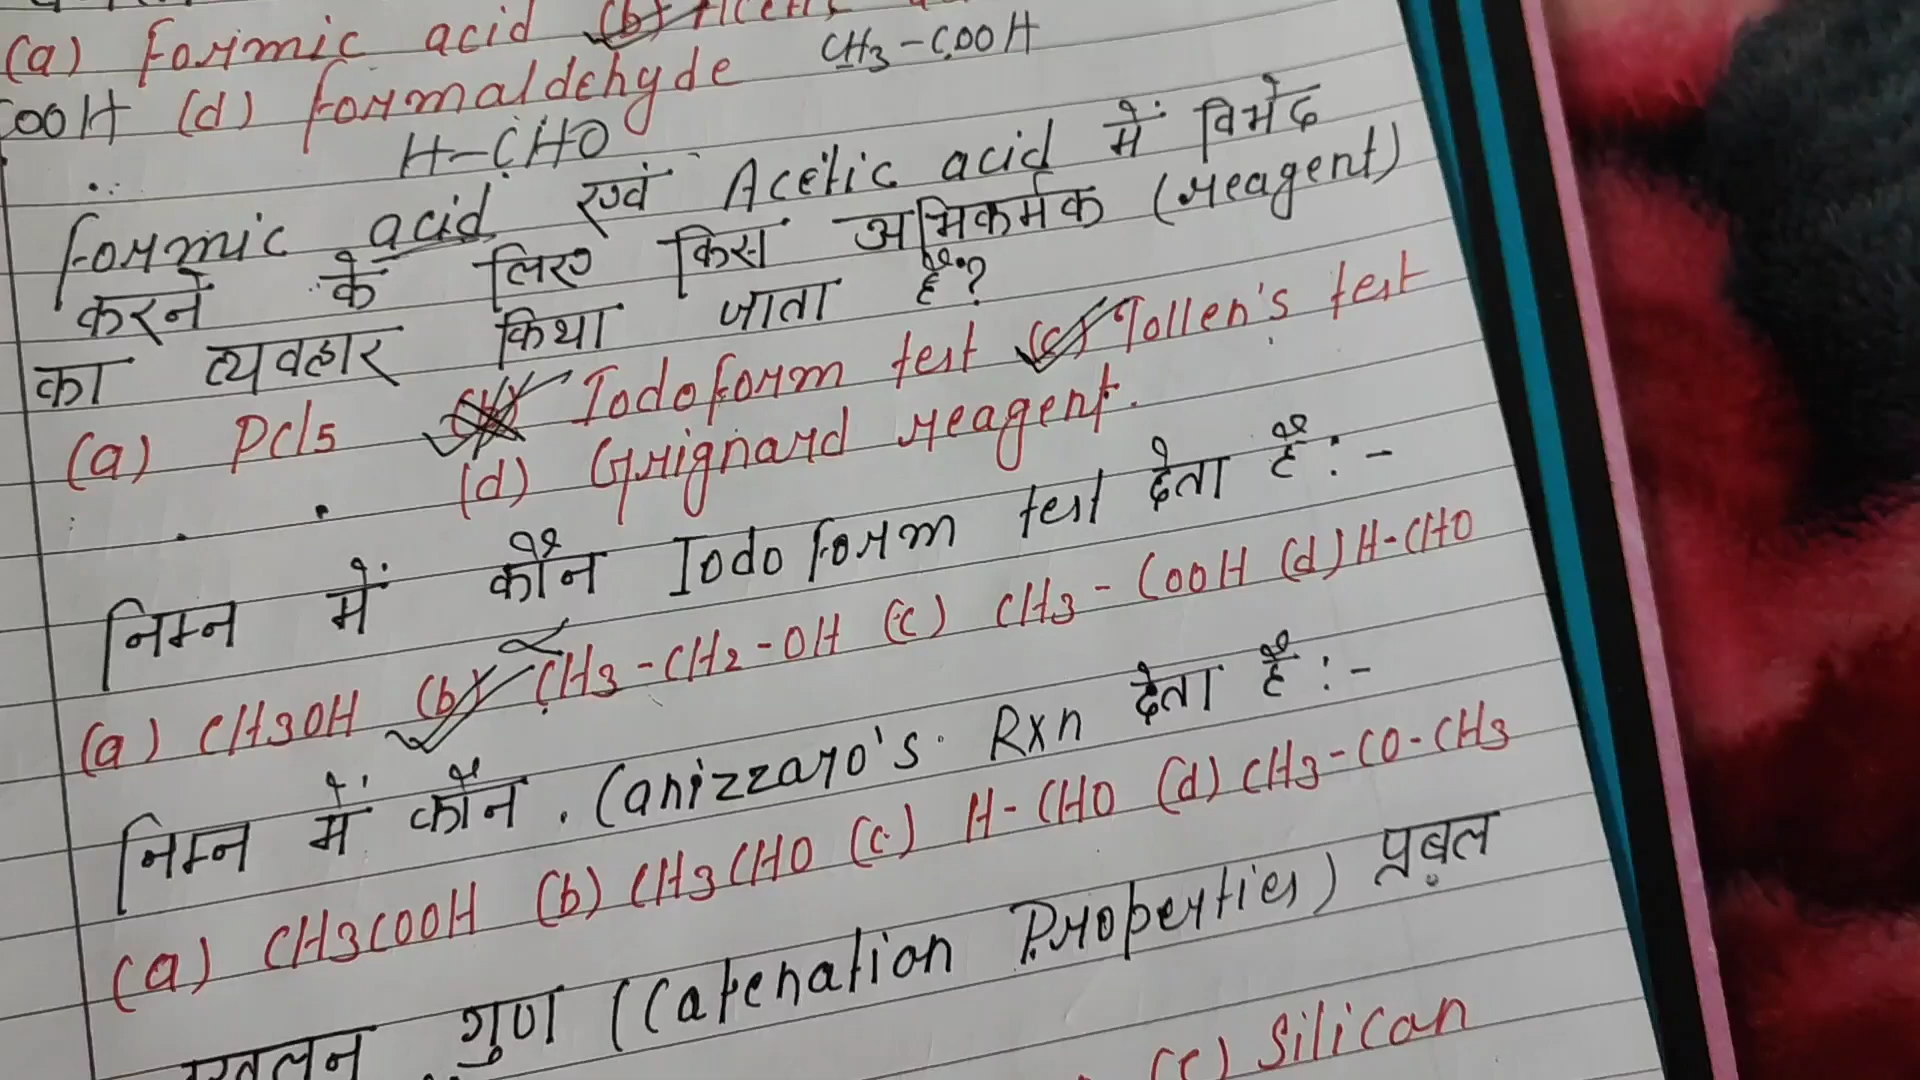 (a) Formic acid (b)
COOH (d) formaldehyde CH3-COOH
H-CHO
formic acid एवं Acetic acid में विभेद
करने के लिए किस अभिकर्मक (reagent)
का व्यवहार किया जाता है?
(a) PCl5 (b) Iodoform test (c) Tollen's test
(d) Grignard reagent.
निम्न में कौन Iodoform test देता है :-
(a) CH3OH (b) CH3-CH2-OH (c) CH3-COOH (d) H-CHO
निम्न में कौन . Canizzaro's. Rxn देता है :-
(a) CH3COOH (b) CH3CHO (c) H-CHO (d) CH3-CO-CH3
गुण (Catenation Properties) प्रबल
(c) Silican